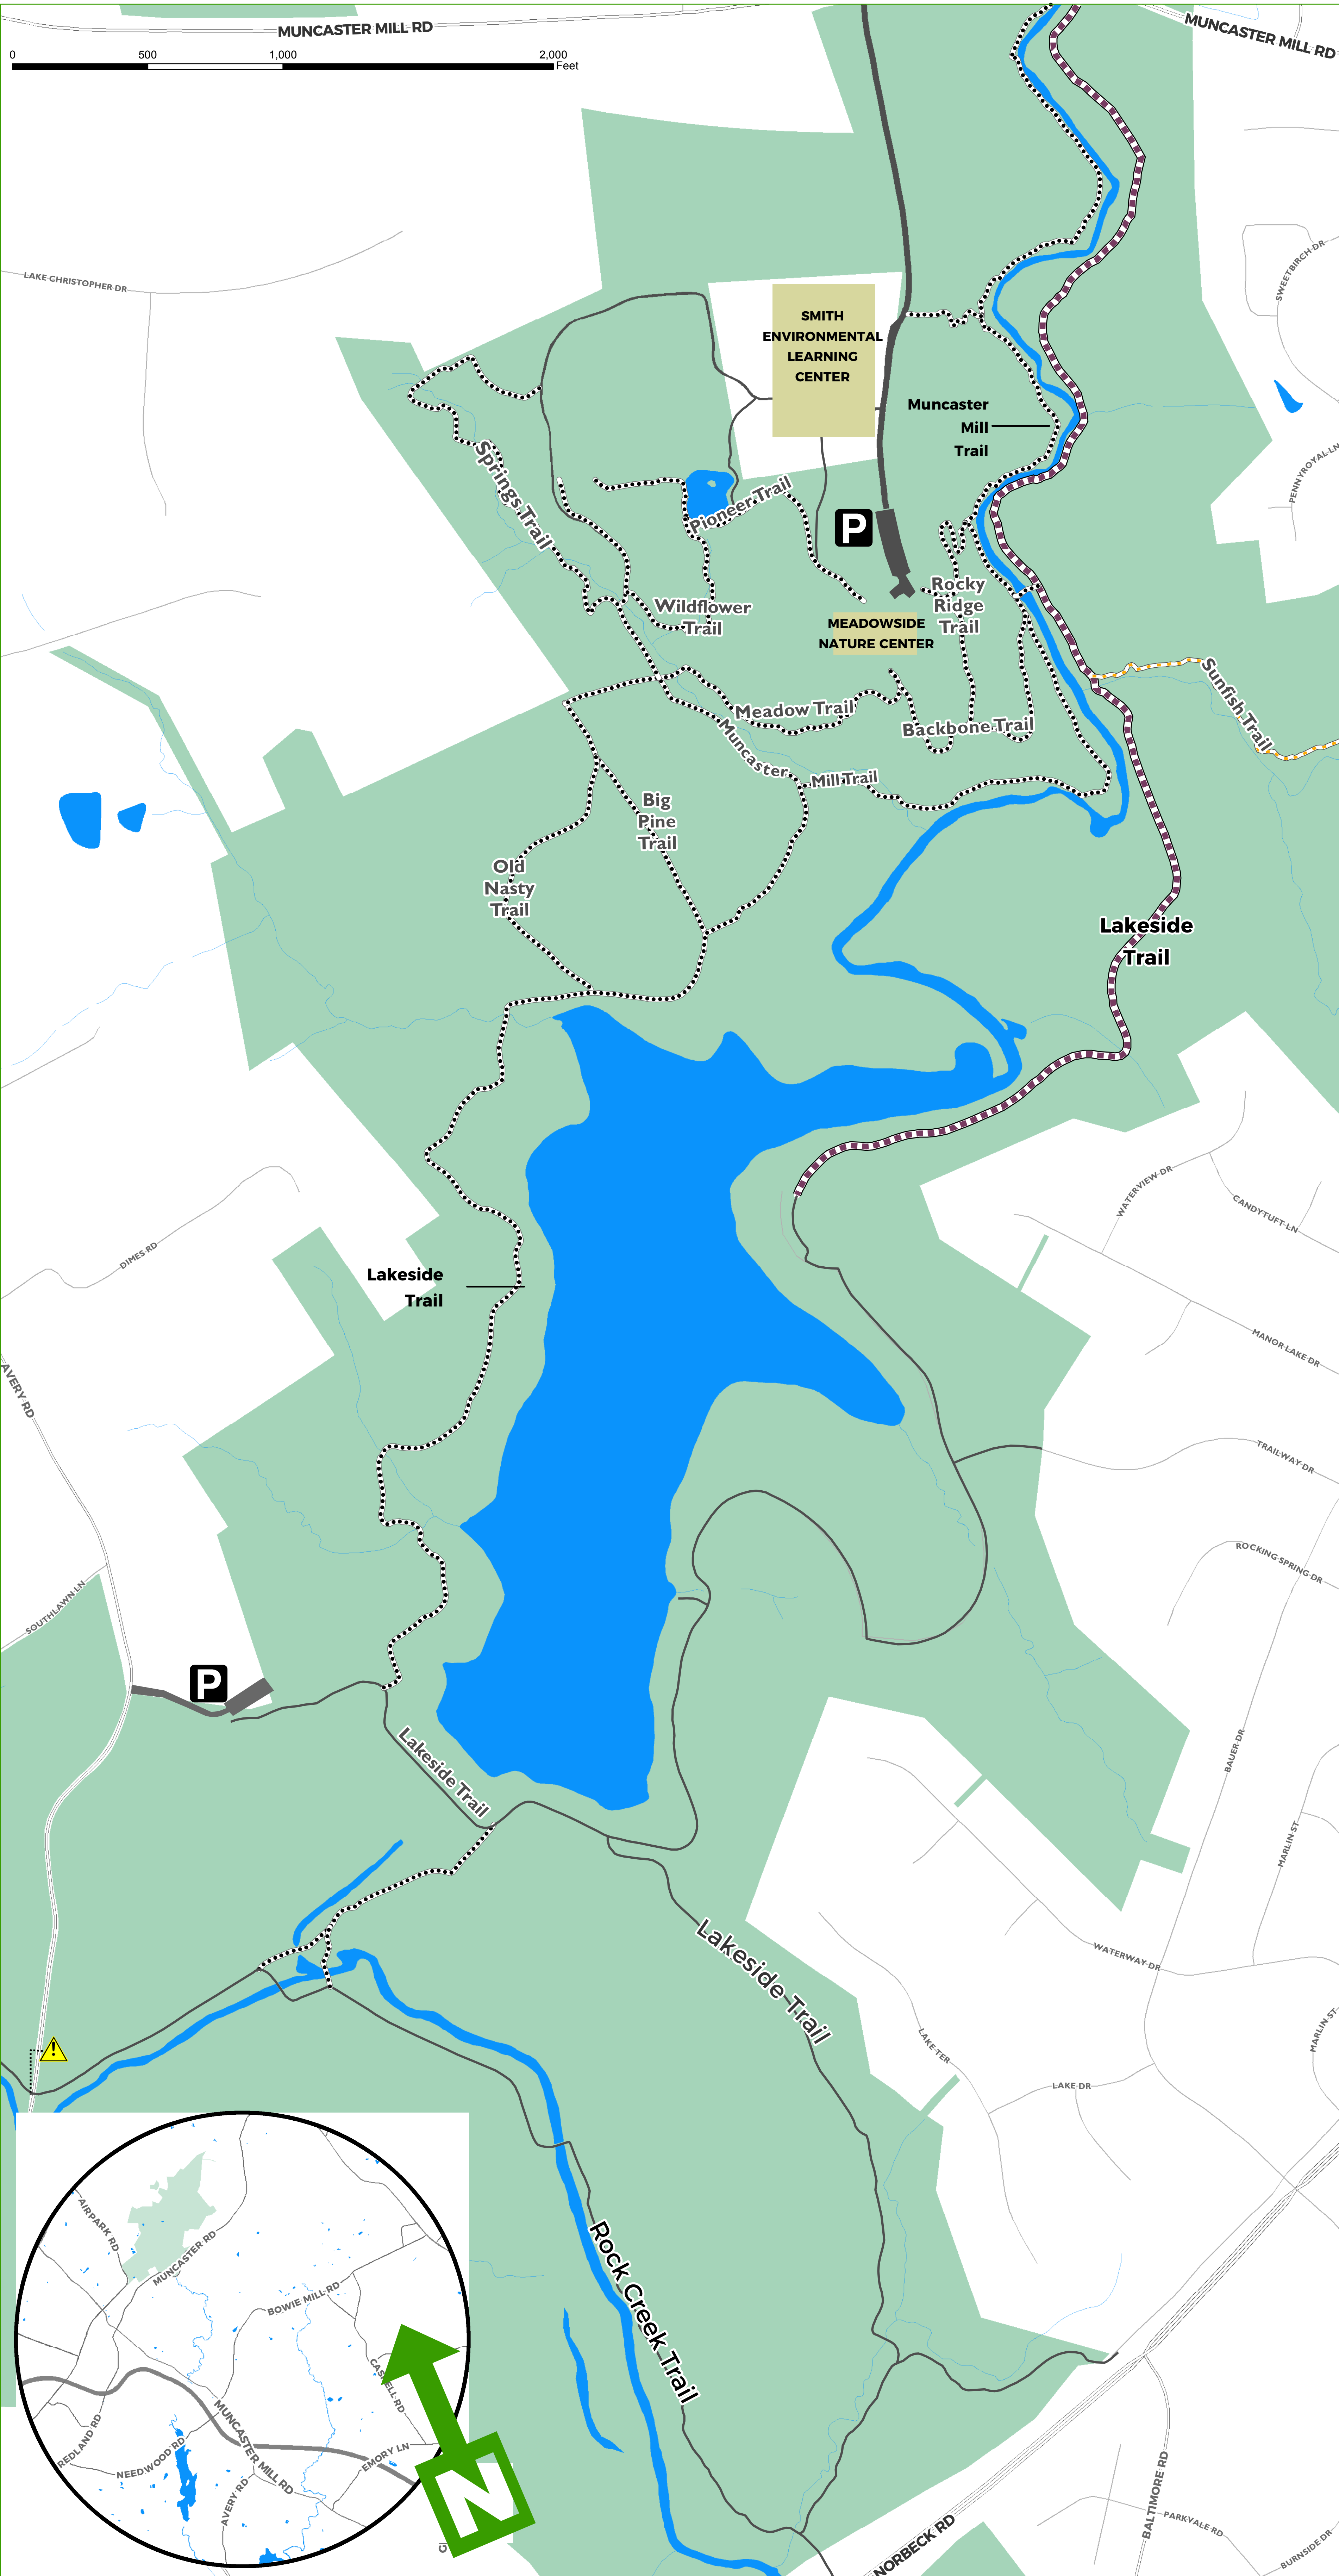 MUNCASTER MILL RD
MUNCASTER MILL RD
0 500 1,000 2,000
Feet
LAKE CHRISTOPHER DR
SWEETBIRCH DR
SMITH
ENVIRONMENTAL
LEARNING
CENTER
Muncaster
Mill
Trail
PENNYROYAL LN
Springs Trail
Pioneer Trail
P
Rocky
Ridge
Trail
Wildflower
Trail
MEADOWSIDE
NATURE CENTER
Sunfish Trail
Meadow Trail
Backbone Trail
Muncaster
Mill Trail
Big
Pine
Trail
Old
Nasty
Trail
Lakeside
Trail
WATERVIEW DR
CANDYTUFT LN
DIMES RD
Lakeside
Trail
MANOR LAKE DR
AVERY RD
TRAILWAY DR
ROCKING SPRING DR
SOUTHLAWN LN
P
Lakeside Trail
BAUER DR
MARLIN ST
Lakeside Trail
WATERWAY DR
MARLIN ST
LAKE TER
LAKE DR
!
Rock Creek Trail
AIRPARK RD
MUNCASTER RD
BOWIE MILL RD
CASHELL RD
MUNCASTER MILL RD
REDLAND RD
NEEDWOOD RD
EMORY LN
AVERY RD
N
G
NORBECK RD
BALTIMORE RD
PARKVALE RD
BURNSIDE DR